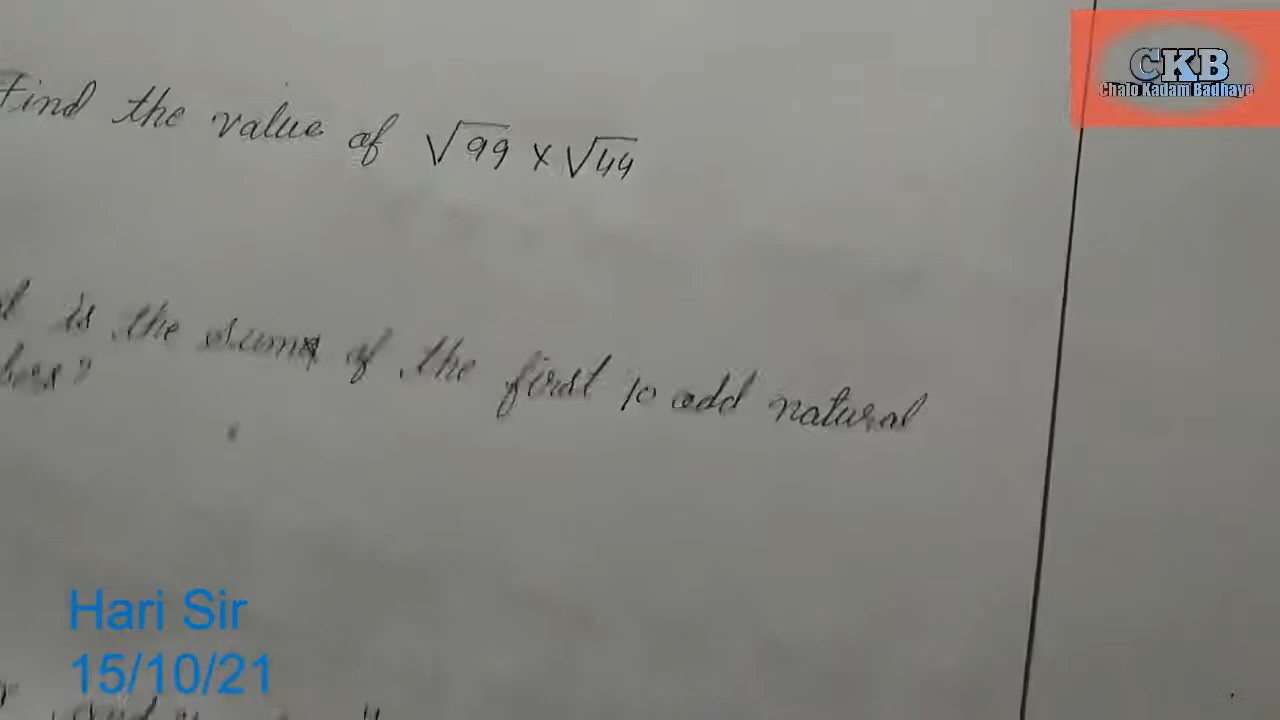 CKB
Chalo Kadam Badhaye
Find the value of √99 × √44
is the sum of the first 10 odd natural
Hari Sir
15/10/21